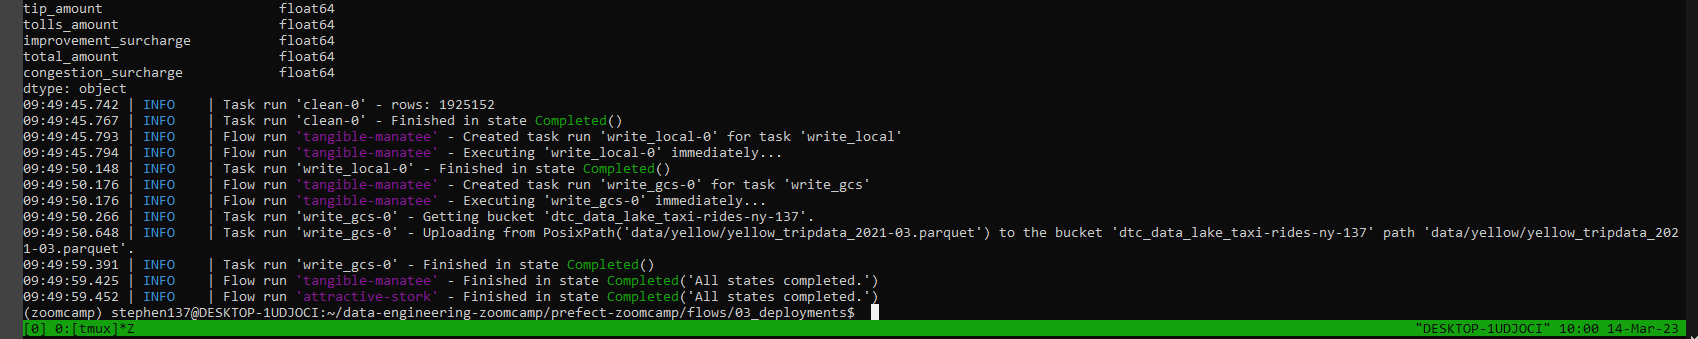 tip_amount                      float64
tolls_amount                    float64
improvement_surcharge           float64
total_amount                    float64
congestion_surcharge            float64
dtype: object
09:49:45.742 | INFO    | Task run 'clean-0' - rows: 1925152
09:49:45.767 | INFO    | Task run 'clean-0' - Finished in state Completed()
09:49:45.793 | INFO    | Flow run 'tangible-manatee' - Created task run 'write_local-0' for task 'write_local'
09:49:45.794 | INFO    | Flow run 'tangible-manatee' - Executing 'write_local-0' immediately...
09:49:50.148 | INFO    | Task run 'write_local-0' - Finished in state Completed()
09:49:50.176 | INFO    | Flow run 'tangible-manatee' - Created task run 'write_gcs-0' for task 'write_gcs'
09:49:50.176 | INFO    | Flow run 'tangible-manatee' - Executing 'write_gcs-0' immediately...
09:49:50.266 | INFO    | Task run 'write_gcs-0' - Getting bucket 'dtc_data_lake_taxi-rides-ny-137'.
09:49:50.648 | INFO    | Task run 'write_gcs-0' - Uploading from PosixPath('data/yellow/yellow_tripdata_2021-03.parquet') to the bucket 'dtc_data_lake_taxi-rides-ny-137' path 'data/yellow/yellow_tripdata_202
1-03.parquet'.
09:49:59.391 | INFO    | Task run 'write_gcs-0' - Finished in state Completed()
09:49:59.425 | INFO    | Flow run 'tangible-manatee' - Finished in state Completed('All states completed.')
09:49:59.452 | INFO    | Flow run 'attractive-stork' - Finished in state Completed('All states completed.')
(zoomcamp) stephen137@DESKTOP-1UDJOCI:~/data-engineering-zoomcamp/prefect-zoomcamp/flows/03_deployments$
[0] 0:[tmux]*Z "DESKTOP-1UDJOCI" 10:00 14-Mar-23